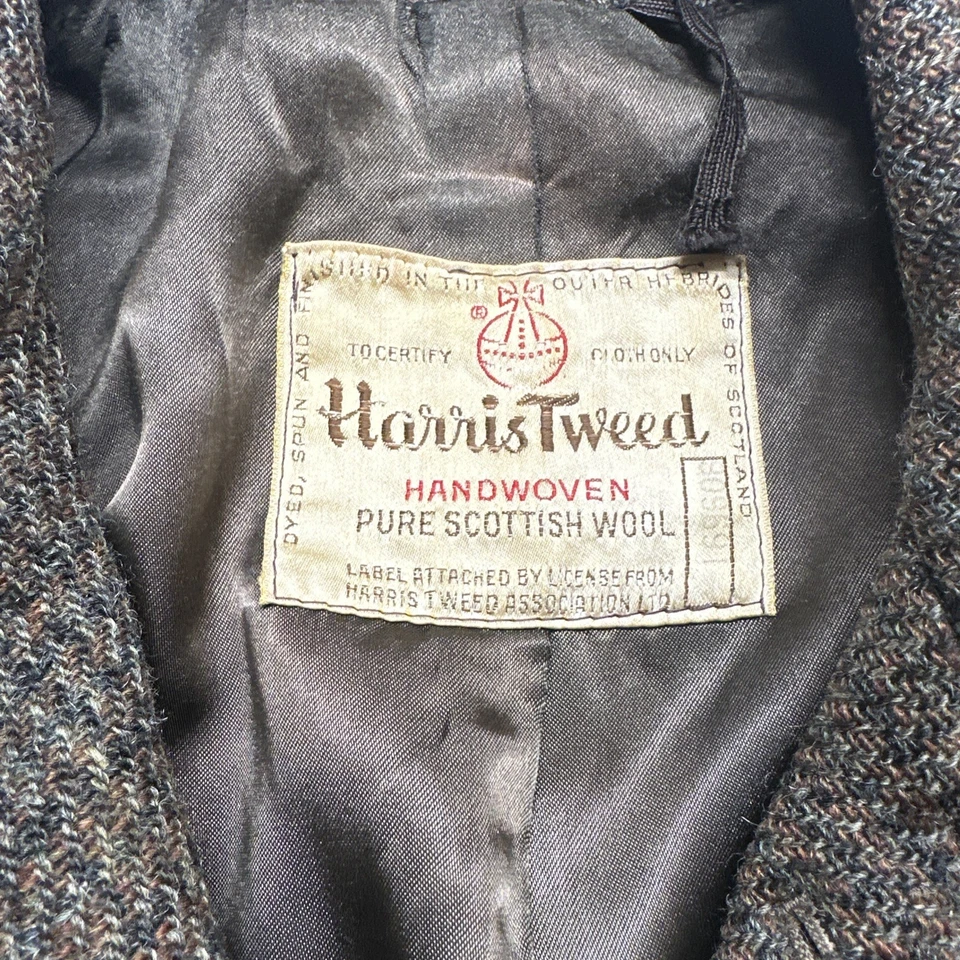 DYED, SPUN AND FINISHED IN THE OUTER HEBRIDES OF SCOTLAND
®
TO CERTIFY CLOTH ONLY
Harris Tweed
HANDWOVEN
PURE SCOTTISH WOOL
LABEL ATTACHED BY LICENSE FROM
HARRIS TWEED ASSOCIATION LTD